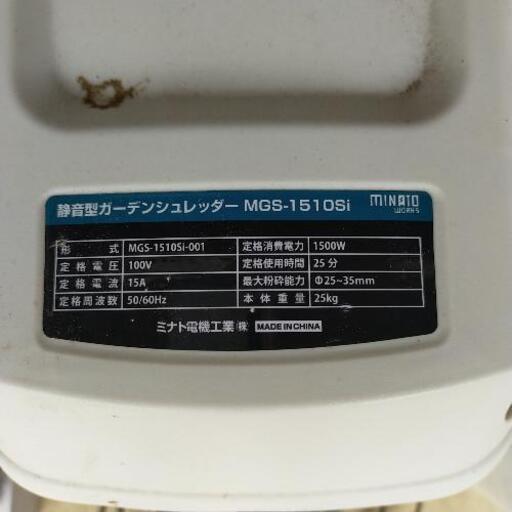 静音型ガーデンシュレッダー MGS-1510Si MINATO WORKS
形式 MGS-1510Si-001 定格消費電力 1500W
定格電圧 100V 定格使用時間 25分
定格電流 15A 最大粉砕能力 Φ25~35mm
定格周波数 50/60Hz 本体重量 25kg
ミナト電機工業㈱ MADE IN CHINA